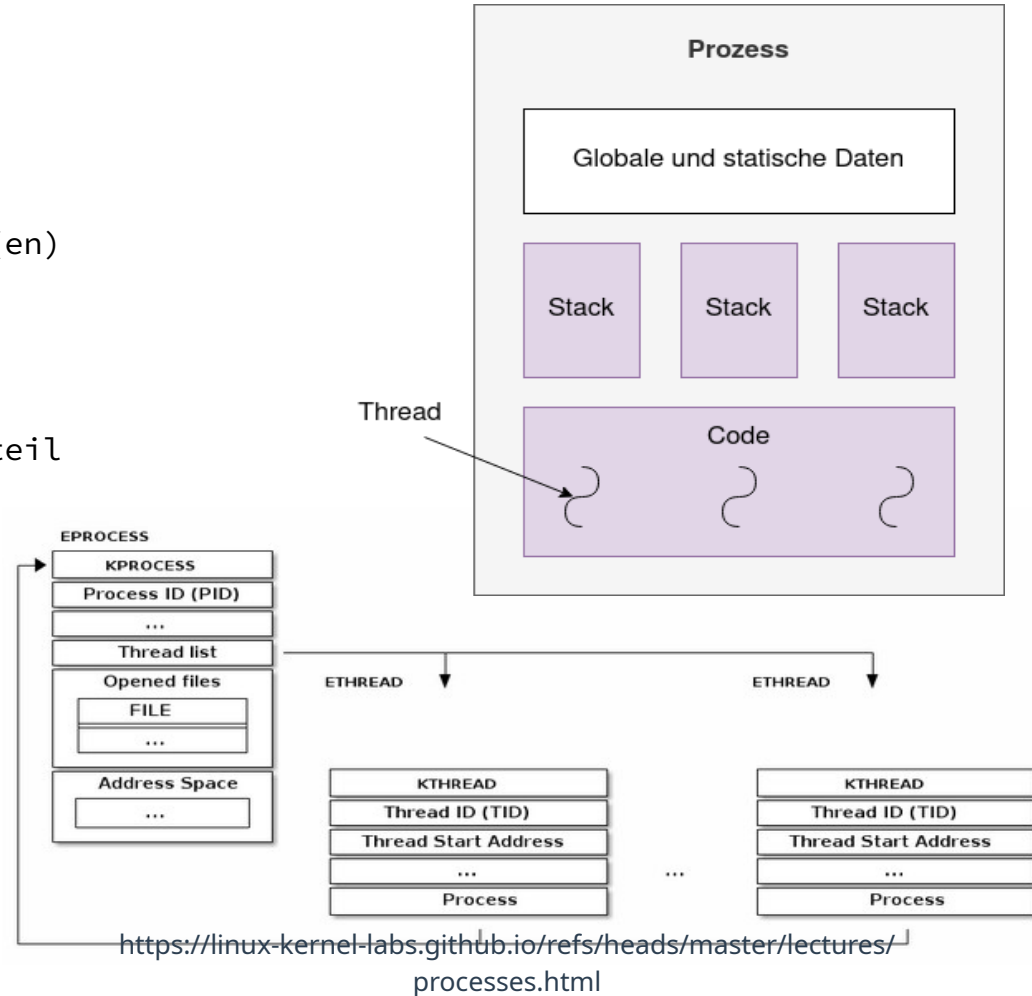 Prozess
Globale und statische Daten
en)
Stack Stack Stack
Thread
Code
teil
EPROCESS
KPROCESS
Process ID (PID)
...
Thread list
Opened files
FILE
...
Address Space
...
ETHREAD
KTHREAD
Thread ID (TID)
Thread Start Address
...
Process
...
ETHREAD
KTHREAD
Thread ID (TID)
Thread Start Address
...
Process
https://linux-kernel-labs.github.io/refs/heads/master/lectures/
processes.html